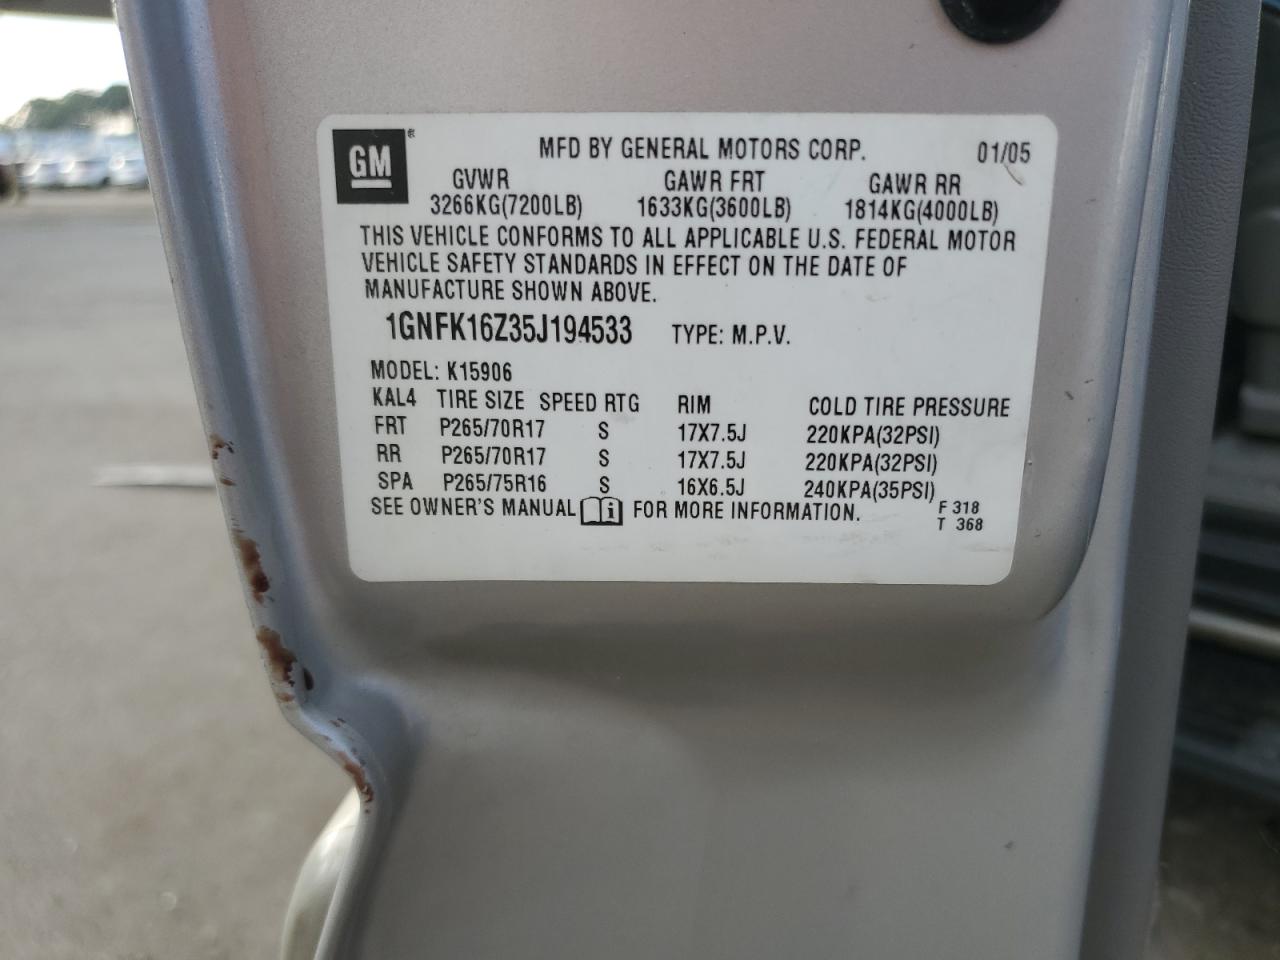 GM® MFD BY GENERAL MOTORS CORP. 01/05
GVWR GAWR FRT GAWR RR
3266KG(7200LB) 1633KG(3600LB) 1814KG(4000LB)
THIS VEHICLE CONFORMS TO ALL APPLICABLE U.S. FEDERAL MOTOR
VEHICLE SAFETY STANDARDS IN EFFECT ON THE DATE OF
MANUFACTURE SHOWN ABOVE.
1GNFK16Z35J194533 TYPE: M.P.V.
MODEL: K15906
KAL4 TIRE SIZE SPEED RTG RIM COLD TIRE PRESSURE
FRT P265/70R17 S 17X7.5J 220KPA(32PSI)
RR P265/70R17 S 17X7.5J 220KPA(32PSI)
SPA P265/75R16 S 16X6.5J 240KPA(35PSI)
SEE OWNER'S MANUAL i FOR MORE INFORMATION. F 318
T 368